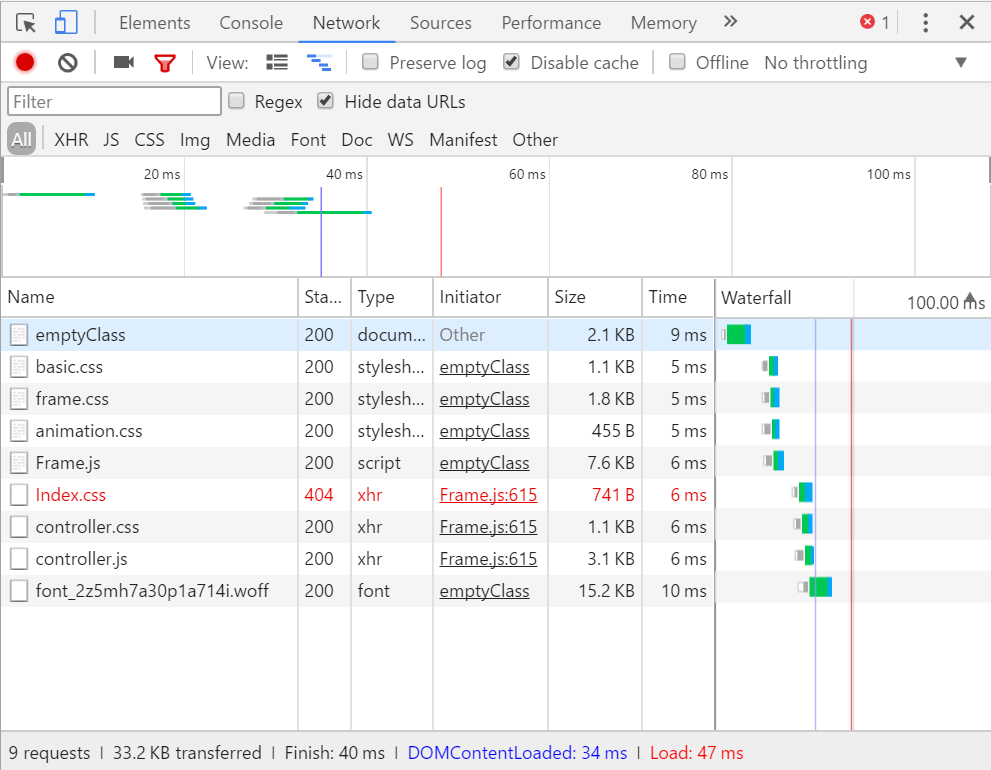 Elements Console Network Sources Performance Memory » 1
View: Preserve log Disable cache Offline No throttling
Filter Regex Hide data URLs
All XHR JS CSS Img Media Font Doc WS Manifest Other
20 ms 40 ms 60 ms 80 ms 100 ms
Name Sta... Type Initiator Size Time Waterfall 100.00 ms
emptyClass 200 docum... Other 2.1 KB 9 ms
basic.css 200 stylesh... emptyClass 1.1 KB 5 ms
frame.css 200 stylesh... emptyClass 1.8 KB 5 ms
animation.css 200 stylesh... emptyClass 455 B 5 ms
Frame.js 200 script emptyClass 7.6 KB 6 ms
Index.css 404 xhr Frame.js:615 741 B 6 ms
controller.css 200 xhr Frame.js:615 1.1 KB 6 ms
controller.js 200 xhr Frame.js:615 3.1 KB 6 ms
font_2z5mh7a30p1a714i.woff 200 font emptyClass 15.2 KB 10 ms
9 requests | 33.2 KB transferred | Finish: 40 ms | DOMContentLoaded: 34 ms | Load: 47 ms